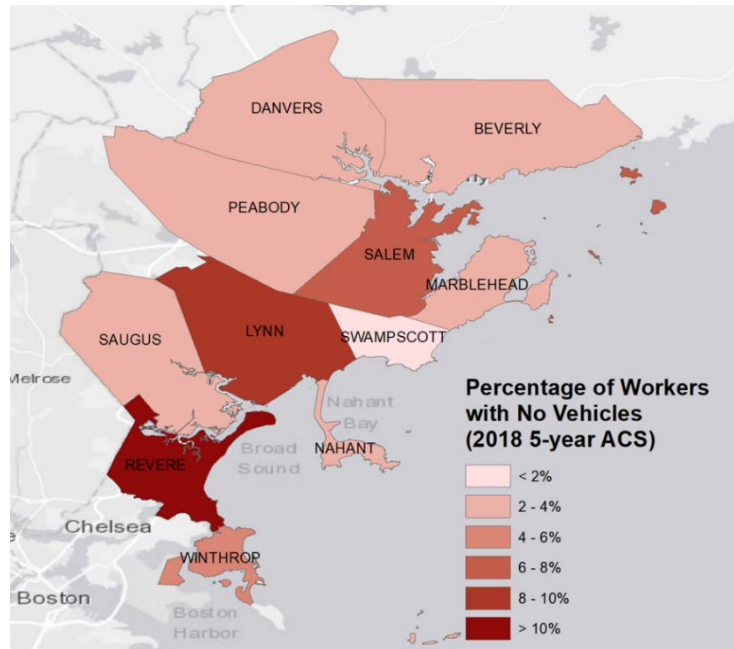 DANVERS
BEVERLY
PEABODY
SALEM
MARBLEHEAD
SWAMPSCOTT
LYNN
SAUGUS
Melrose
Nahant
Bay
NAHANT
Broad
Sound
REVERE
Chelsea
WINTHROP
Boston
Boston
Harbor
Percentage of Workers
with No Vehicles
(2018 5-year ACS)
< 2%
2 - 4%
4 - 6%
6 - 8%
8 - 10%
> 10%